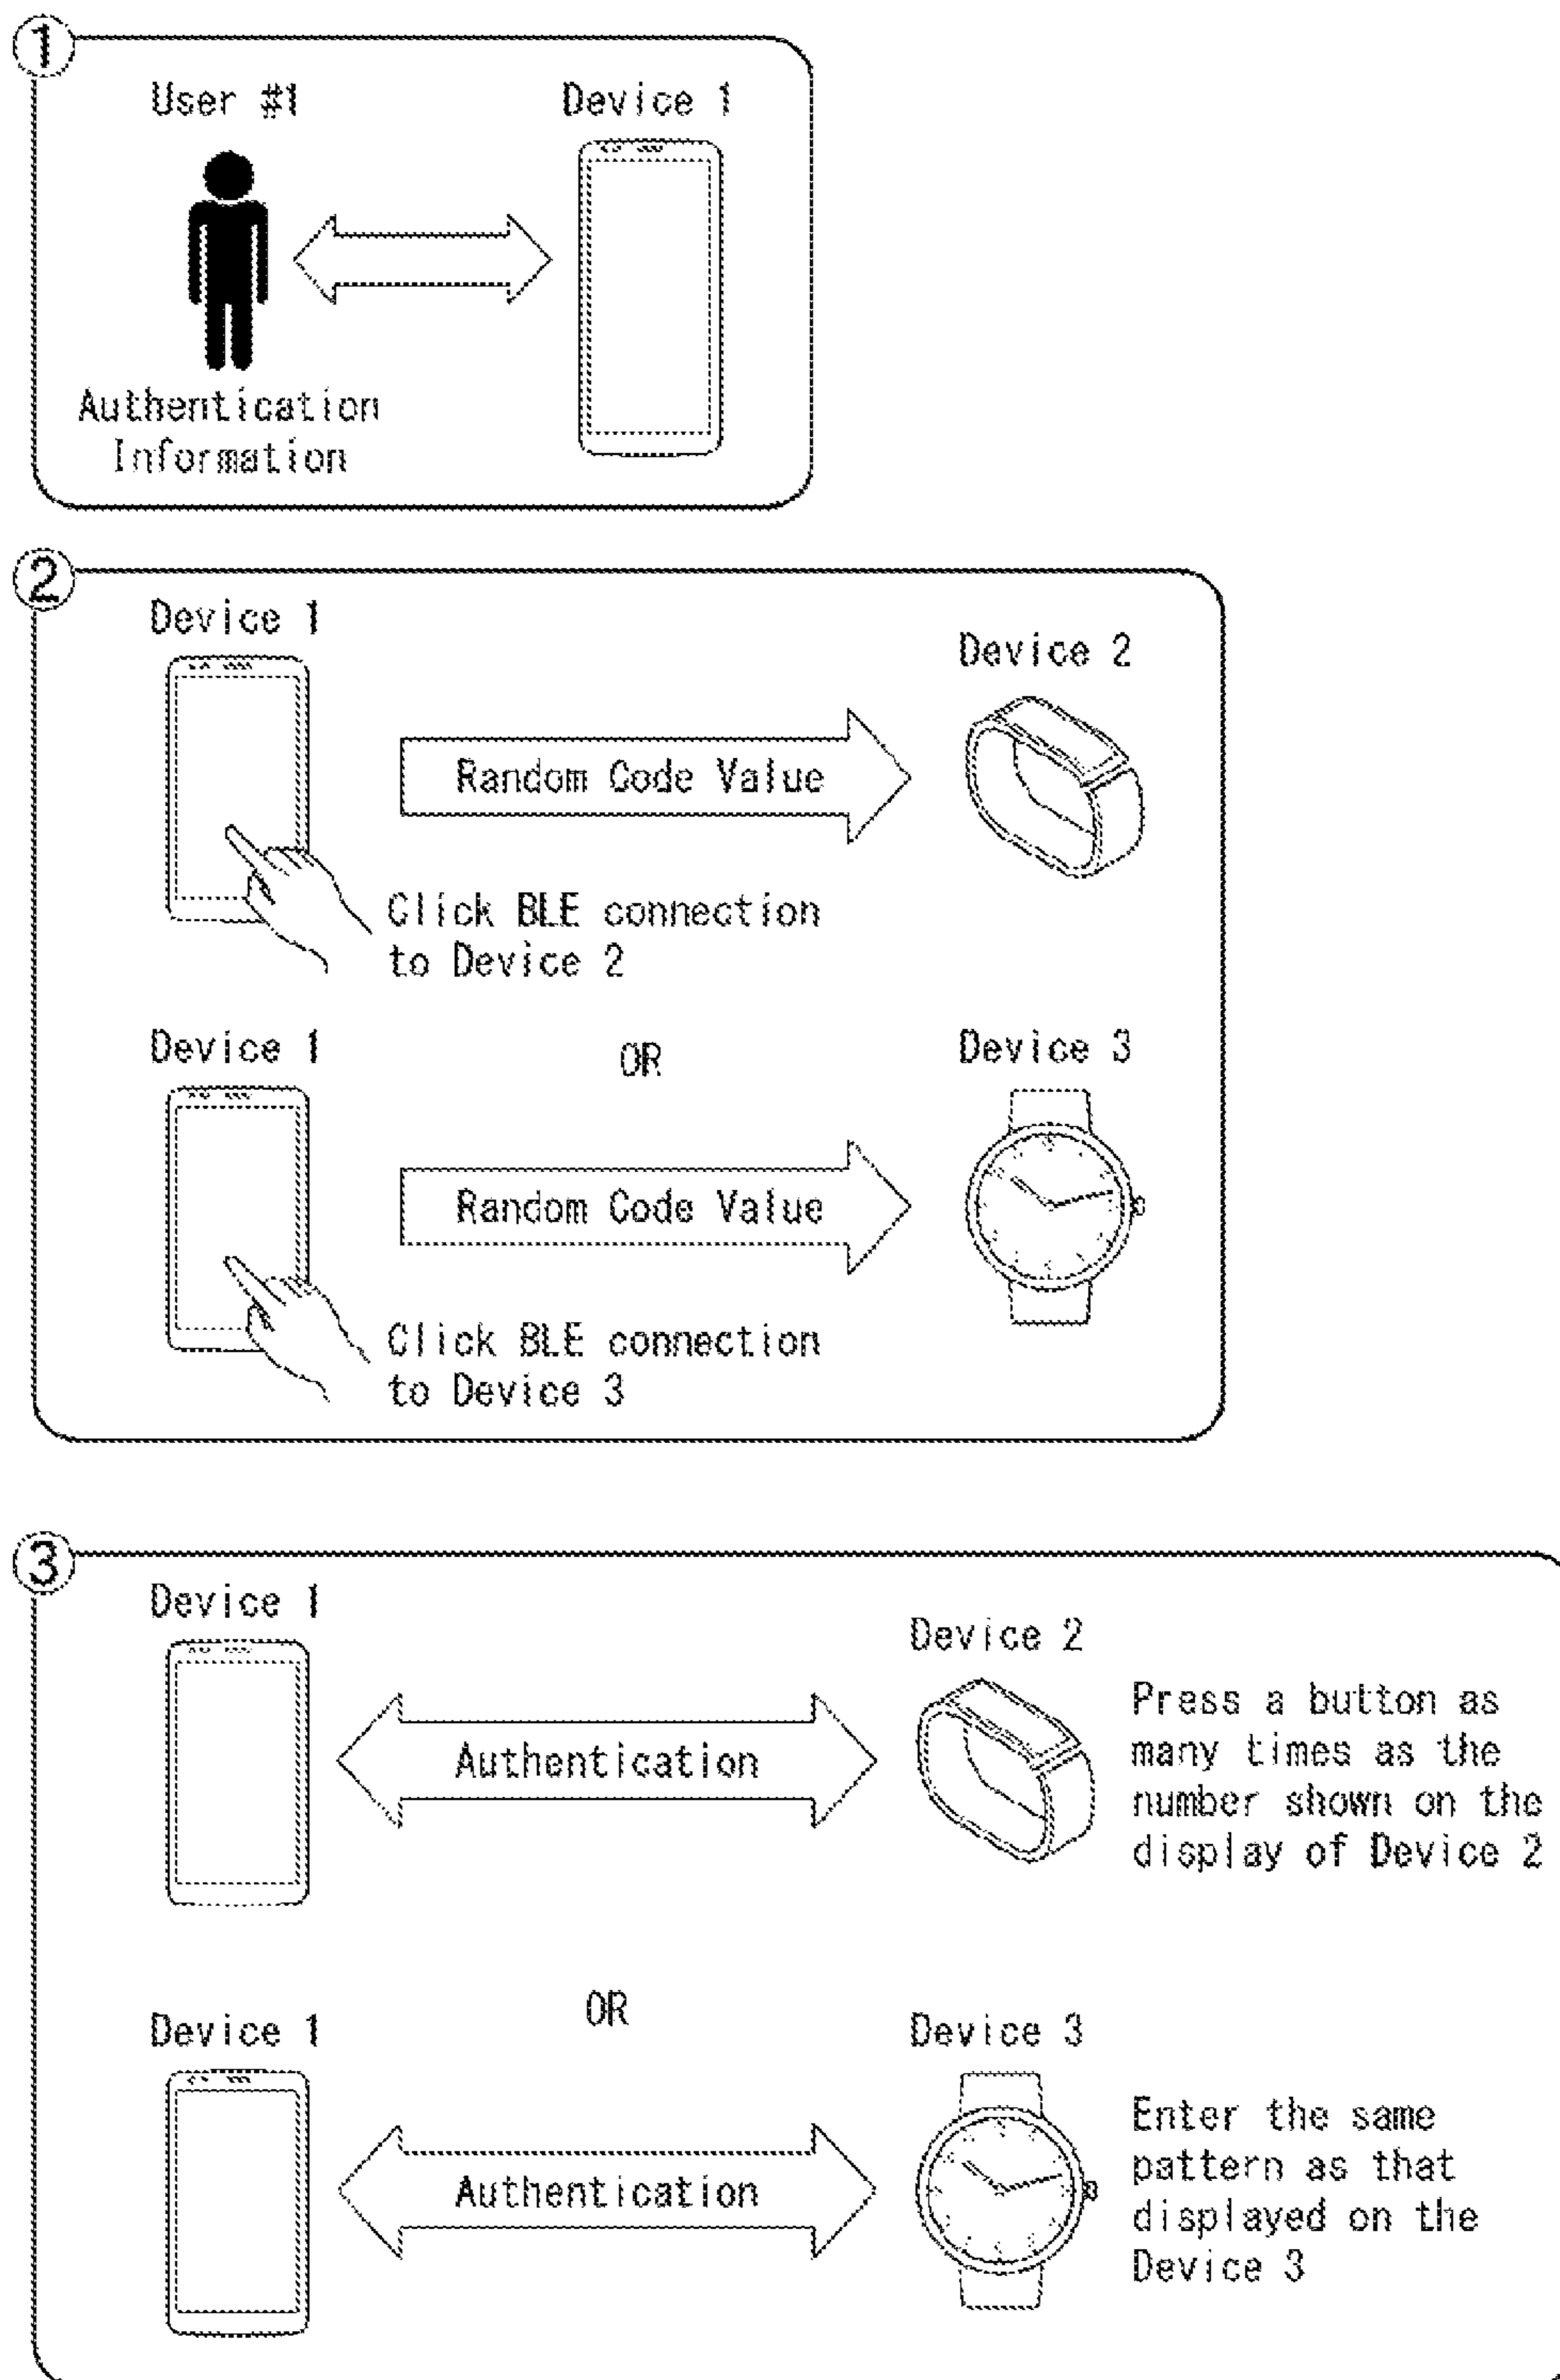 ①
User #1
Device 1
Authentication
Information
②
Device 1
Device 2
Random Code Value
Click BLE connection
to Device 2
Device 1
OR
Device 3
Random Code Value
Click BLE connection
to Device 3
③
Device 1
Device 2
Authentication
Press a button as
many times as the
number shown on the
display of Device 2
OR
Device 1
Device 3
Authentication
Enter the same
pattern as that
displayed on the
Device 3